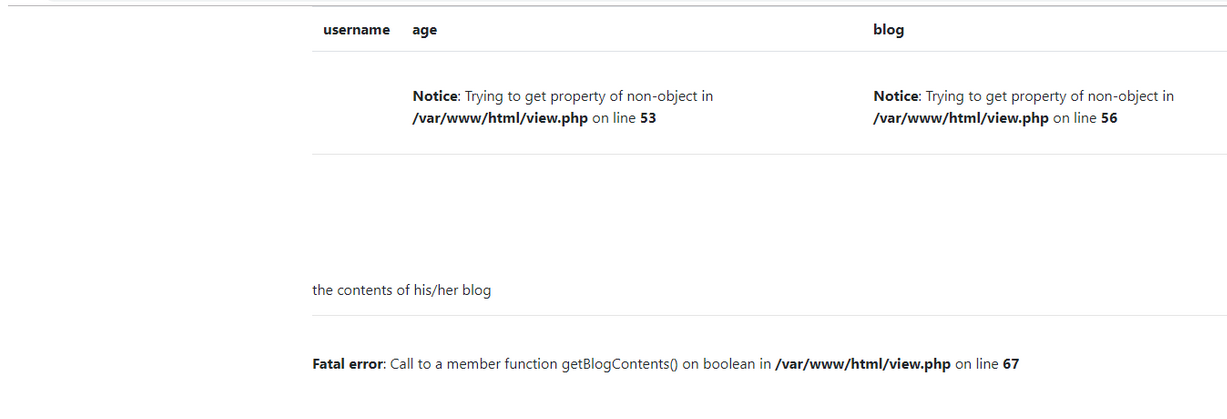 username age blog
Notice: Trying to get property of non-object in
/var/www/html/view.php on line 53
Notice: Trying to get property of non-object in
/var/www/html/view.php on line 56
the contents of his/her blog
Fatal error: Call to a member function getBlogContents() on boolean in /var/www/html/view.php on line 67